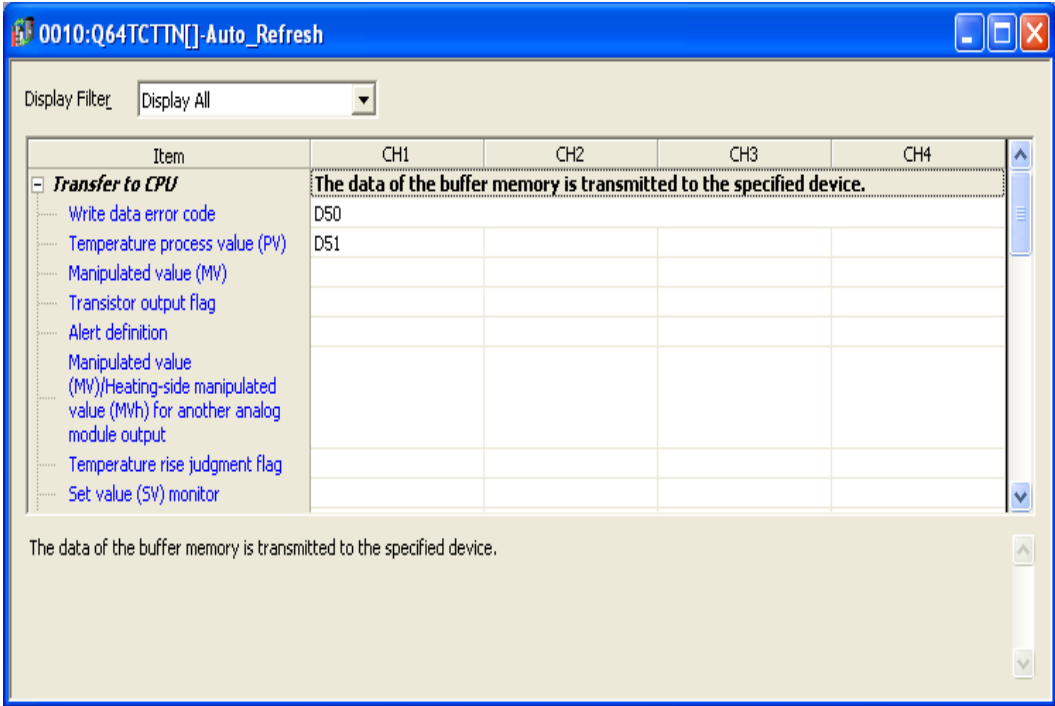 0010:Q64TCTTN[]-Auto_Refresh
Display Filter Display All
Item CH1 CH2 CH3 CH4
Transfer to CPU The data of the buffer memory is transmitted to the specified device.
Write data error code D50
Temperature process value (PV) D51
Manipulated value (MV)
Transistor output flag
Alert definition
Manipulated value
(MV)/Heating-side manipulated
value (MVh) for another analog
module output
Temperature rise judgment flag
Set value (SV) monitor
The data of the buffer memory is transmitted to the specified device.